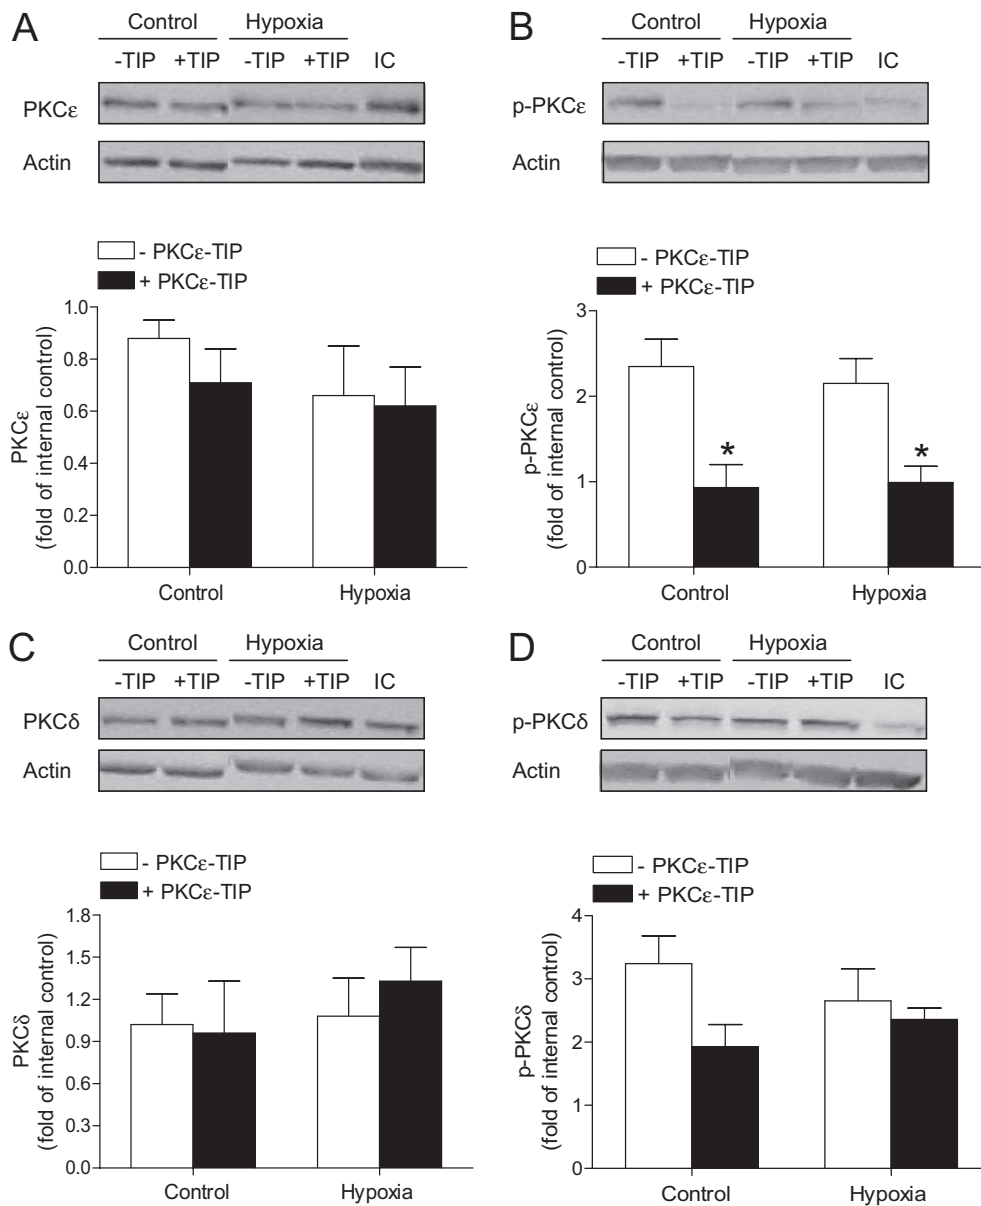 A
Control Hypoxia
-TIP +TIP -TIP +TIP IC
PKCε
Actin
- PKCε-TIP
+ PKCε-TIP
PKCε
(fold of internal control)
1.0
0.8
0.6
0.4
0.2
0.0
Control Hypoxia
B
Control Hypoxia
-TIP +TIP -TIP +TIP IC
p-PKCε
Actin
- PKCε-TIP
+ PKCε-TIP
p-PKCε
(fold of internal control)
3
2
1
0
* *
Control Hypoxia
C
Control Hypoxia
-TIP +TIP -TIP +TIP IC
PKCδ
Actin
- PKCε-TIP
+ PKCε-TIP
PKCδ
(fold of internal control)
1.8
1.5
1.2
0.9
0.6
0.3
0.0
Control Hypoxia
D
Control Hypoxia
-TIP +TIP -TIP +TIP IC
p-PKCδ
Actin
- PKCε-TIP
+ PKCε-TIP
p-PKCδ
(fold of internal control)
4
3
2
1
0
Control Hypoxia